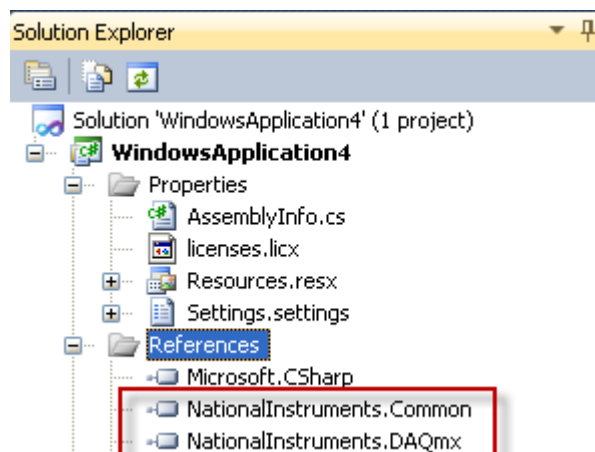 Solution Explorer
Solution 'WindowsApplication4' (1 project)
WindowsApplication4
Properties
AssemblyInfo.cs
licenses.licx
Resources.resx
Settings.settings
References
Microsoft.CSharp
NationalInstruments.Common
NationalInstruments.DAQmx